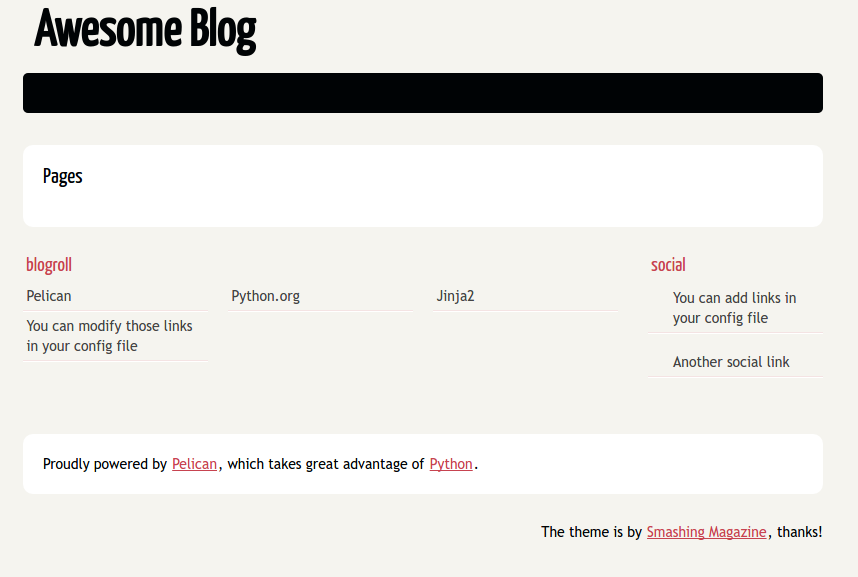 Awesome Blog
Pages
blogroll
Pelican
Python.org
Jinja2
You can modify those links
in your config file
social
You can add links in
your config file
Another social link
Proudly powered by Pelican, which takes great advantage of Python.
The theme is by Smashing Magazine, thanks!